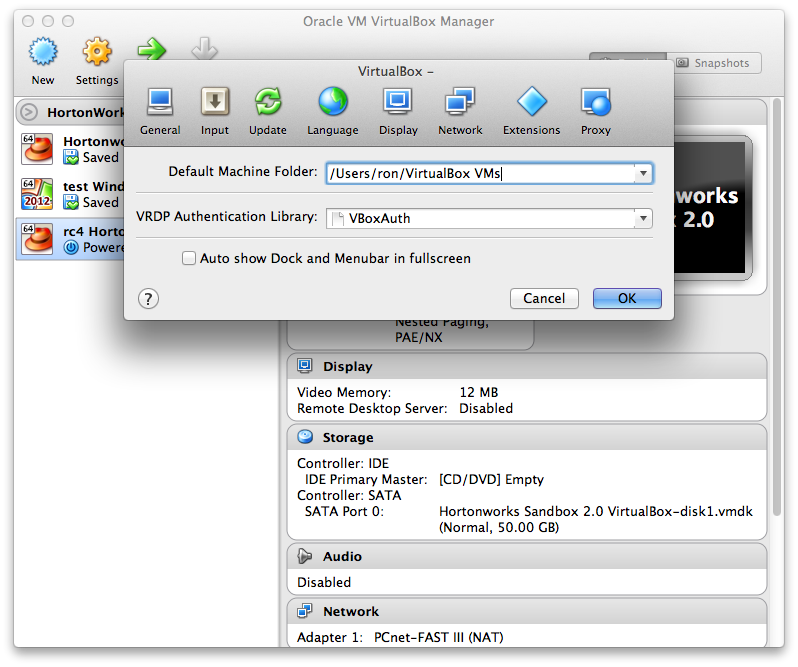 Oracle VM VirtualBox Manager
New
Settings
Snapshots
VirtualBox –
General
Input
Update
Language
Display
Network
Extensions
Proxy
Default Machine Folder: /Users/ron/VirtualBox VMs
VRDP Authentication Library: VBoxAuth
Auto show Dock and Menubar in fullscreen
?
Cancel
OK
HortonWork
64
Hortonwo
Saved
64
2012
test Wind
Saved
64
rc4 Horto
Powere
works
2.0
Nested Paging,
PAE/NX
Display
Video Memory: 12 MB
Remote Desktop Server: Disabled
Storage
Controller: IDE
IDE Primary Master: [CD/DVD] Empty
Controller: SATA
SATA Port 0: Hortonworks Sandbox 2.0 VirtualBox-disk1.vmdk
(Normal, 50.00 GB)
Audio
Disabled
Network
Adapter 1: PCnet-FAST III (NAT)